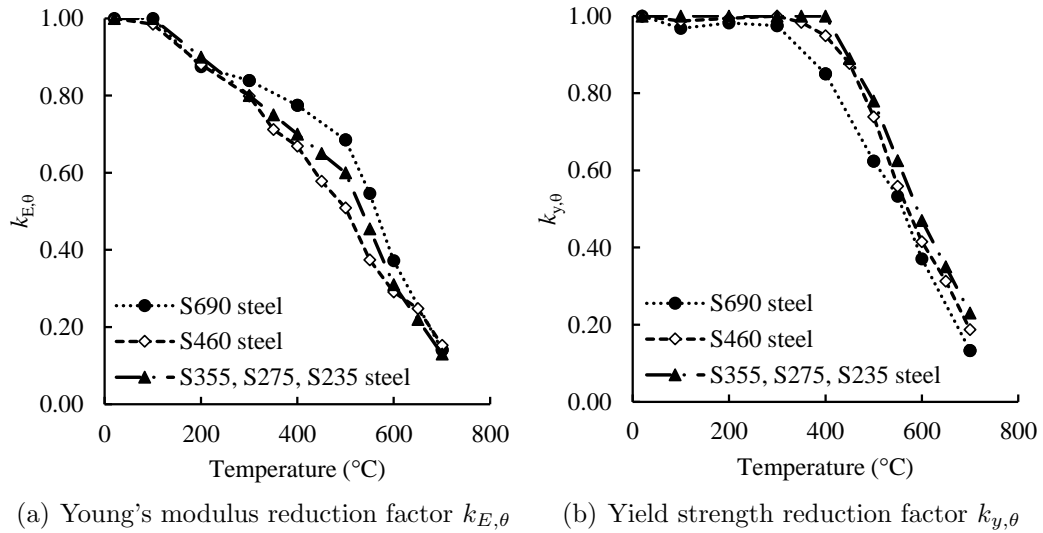 1.00
0.80
0.60
0.40
0.20
0.00
k_{E,θ}
S690 steel
S460 steel
S355, S275, S235 steel
0 200 400 600 800
Temperature (°C)
(a) Young's modulus reduction factor k_{E,θ}
1.00
0.80
0.60
0.40
0.20
0.00
k_{y,θ}
S690 steel
S460 steel
S355, S275, S235 steel
0 200 400 600 800
Temperature (°C)
(b) Yield strength reduction factor k_{y,θ}